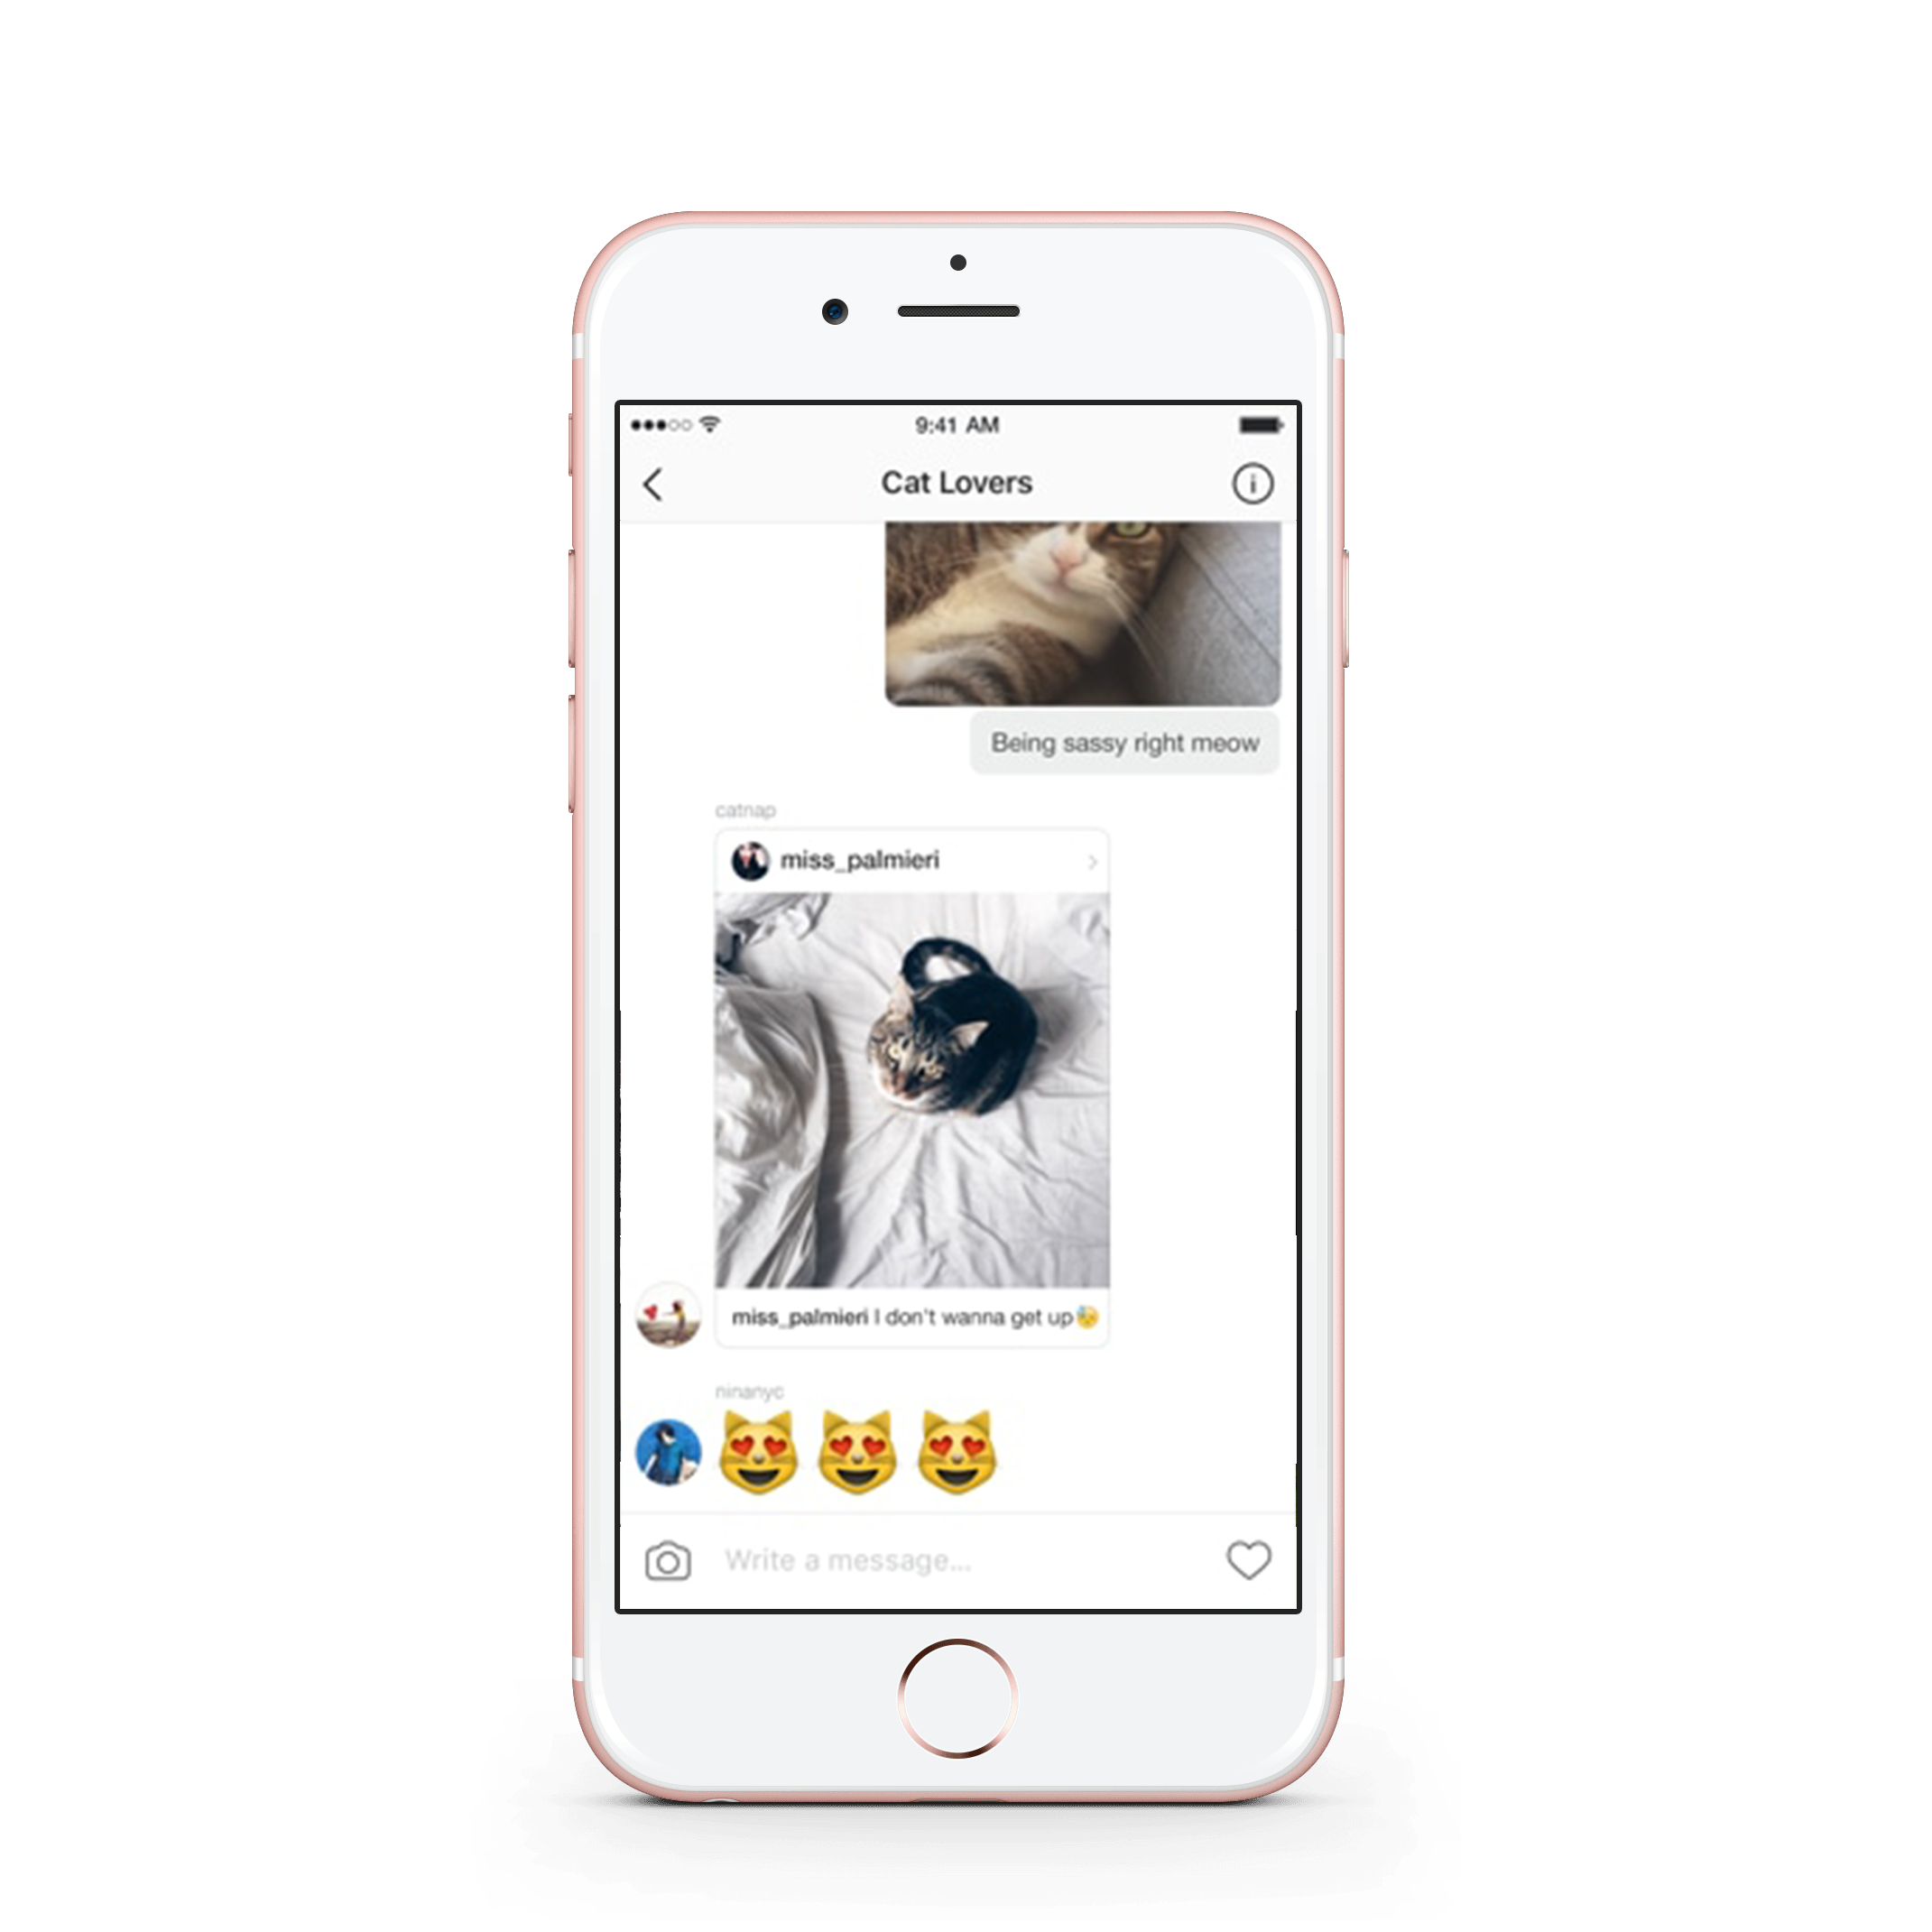 9:41 AM
Cat Lovers
Being sassy right meow
catnap
miss_palmieri
miss_palmieri I don't wanna get up
ninanyc
Write a message...